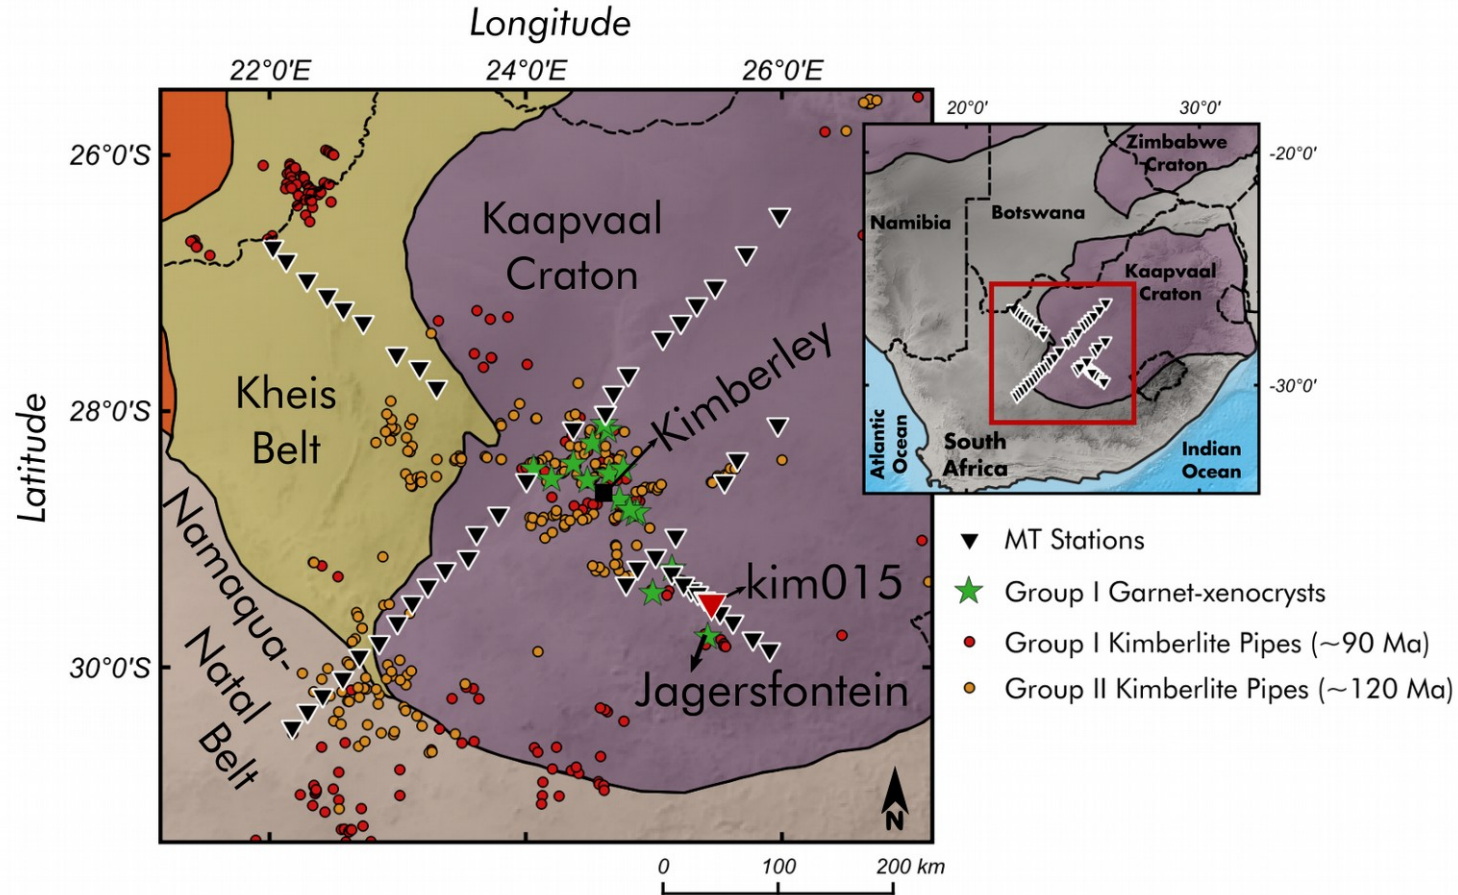 Longitude
22°0'E
24°0'E
26°0'E
Latitude
26°0'S
28°0'S
30°0'S
Kaapvaal
Craton
Kheis
Belt
Kimberley
Namaqua-
Natal
Belt
kim015
Jagersfontein
N
0
100
200 km
20°0'
30°0'
-20°0'
-30°0'
Zimbabwe
Craton
Namibia
Botswana
Kaapvaal
Craton
South
Africa
Atlantic
Ocean
Indian
Ocean
MT Stations
Group I Garnet-xenocrysts
Group I Kimberlite Pipes (~90 Ma)
Group II Kimberlite Pipes (~120 Ma)